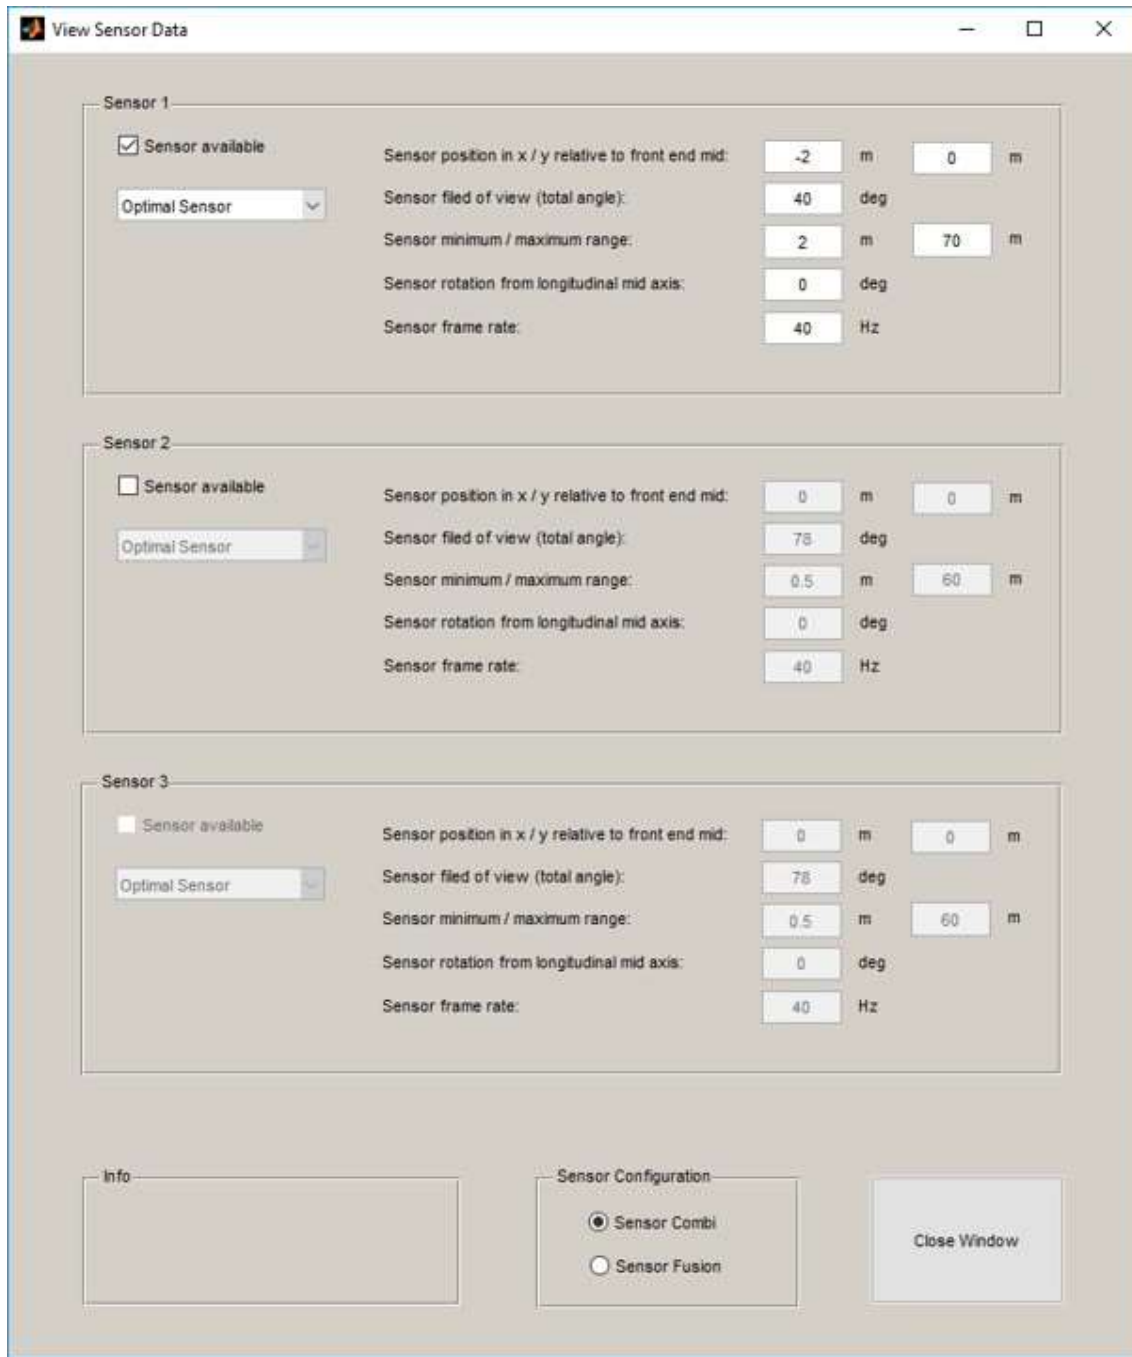 View Sensor Data
Sensor 1
Sensor available
Sensor position in x / y relative to front end mid: -2 m 0 m
Optimal Sensor
Sensor filed of view (total angle): 40 deg
Sensor minimum / maximum range: 2 m 70 m
Sensor rotation from longitudinal mid axis: 0 deg
Sensor frame rate: 40 Hz
Sensor 2
Sensor available
Sensor position in x / y relative to front end mid: 0 m 0 m
Optimal Sensor
Sensor filed of view (total angle): 78 deg
Sensor minimum / maximum range: 0.5 m 60 m
Sensor rotation from longitudinal mid axis: 0 deg
Sensor frame rate: 40 Hz
Sensor 3
Sensor available
Sensor position in x / y relative to front end mid: 0 m 0 m
Optimal Sensor
Sensor filed of view (total angle): 78 deg
Sensor minimum / maximum range: 0.5 m 60 m
Sensor rotation from longitudinal mid axis: 0 deg
Sensor frame rate: 40 Hz
Info
Sensor Configuration
Sensor Combi
Sensor Fusion
Close Window